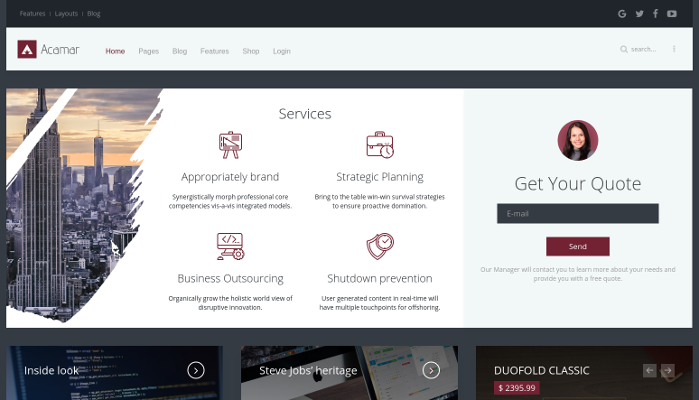 Features | Layouts | Blog
Acamar
Home Pages Blog Features Shop Login
search...
Services
Appropriately brand
Synergistically morph professional core
competencies vis-a-vis integrated models.
Strategic Planning
Bring to the table win-win survival strategies
to ensure proactive domination.
Business Outsourcing
Organically grow the holistic world view of
disruptive innovation.
Shutdown prevention
User generated content in real-time will
have multiple touchpoints for offshoring.
Get Your Quote
E-mail
Send
Our Manager will contact you to learn more about your needs and
provide you with a free quote.
Inside look
Steve Jobs' heritage
DUOFOLD CLASSIC
$ 2395.99